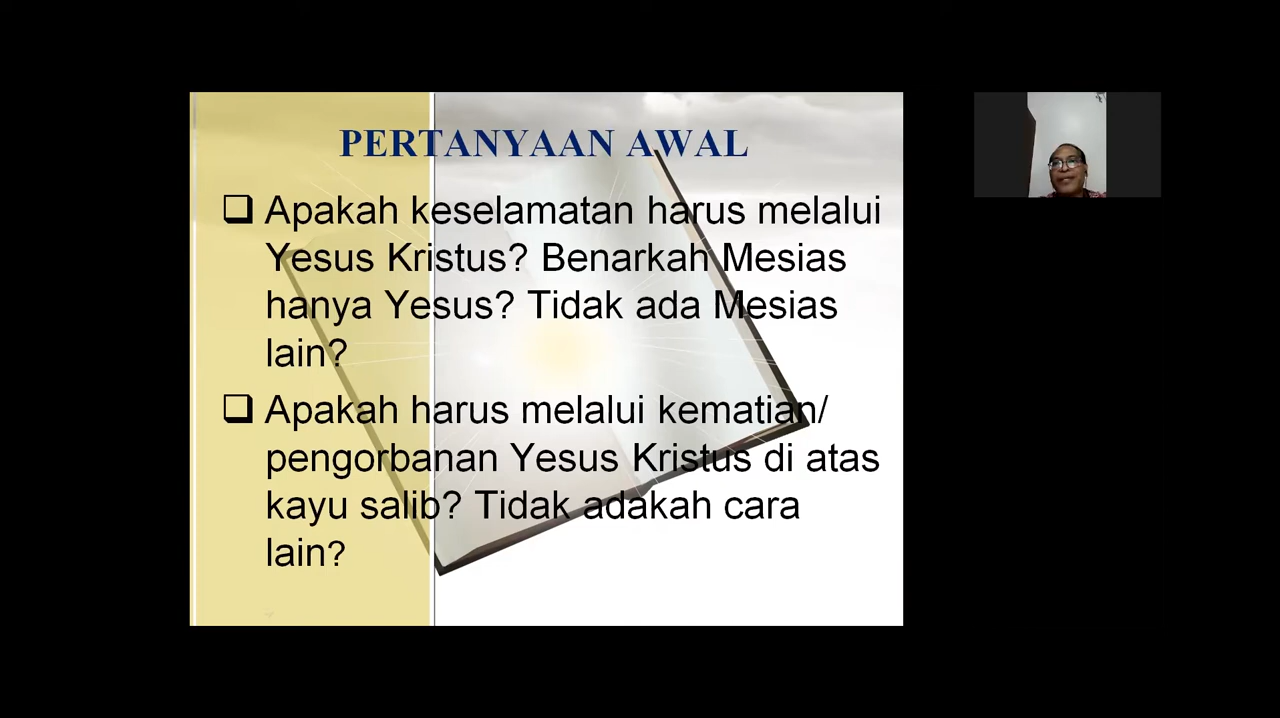 PERTANYAAN AWAL
Apakah keselamatan harus melalui
Yesus Kristus? Benarkah Mesias
hanya Yesus? Tidak ada Mesias
lain?
Apakah harus melalui kematian/
pengorbanan Yesus Kristus di atas
kayu salib? Tidak adakah cara
lain?